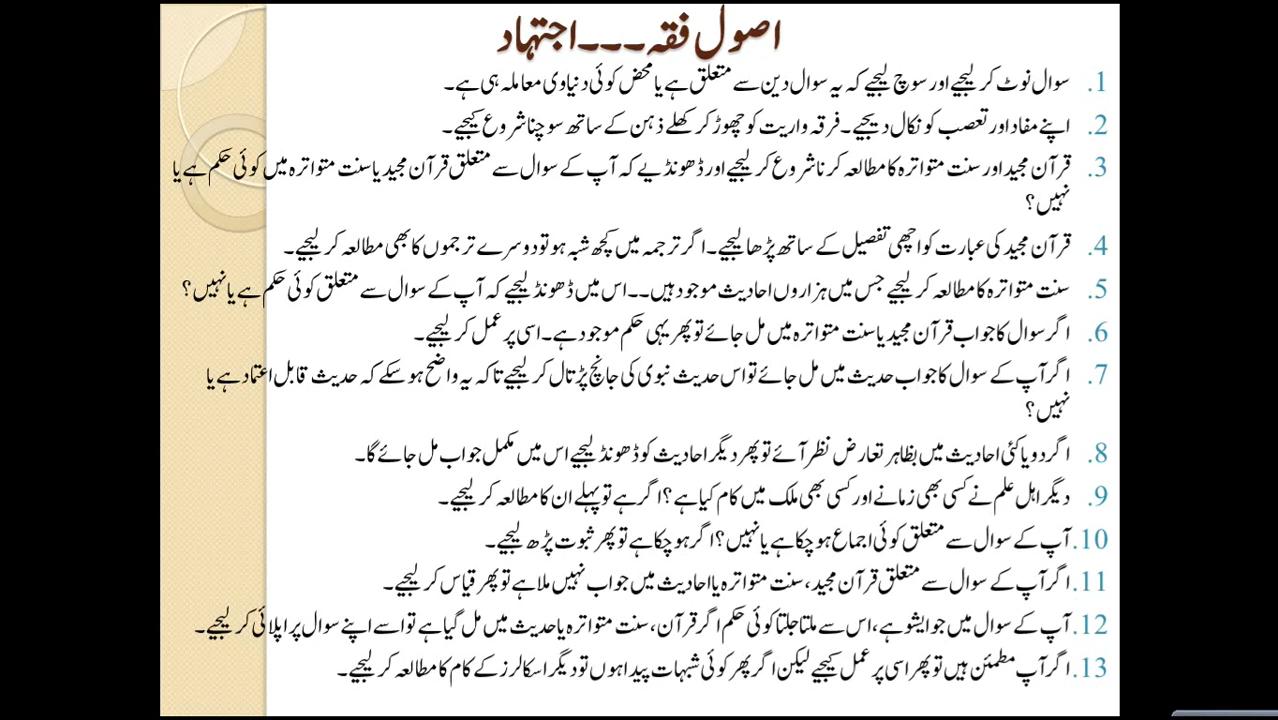 اصول فقہ۔۔۔اجتہاد
1. سوال نوٹ کر لیجیے اور سوچ لیجیے کہ یہ سوال دین سے متعلق ہے یا محض کوئی دنیاوی معاملہ ہی ہے۔
2. اپنے مفاد اور تعصب کو نکال دیجیے۔ فرقہ واریت کو چھوڑ کر کھلے ذہن کے ساتھ سوچنا شروع کیجیے۔
3. قرآن مجید اور سنت متواترہ کا مطالعہ کرنا شروع کر لیجیے اور ڈھونڈیے کہ آپ کے سوال سے متعلق قرآن مجید یا سنت متواترہ میں کوئی حکم ہے یا
نہیں؟
4. قرآن مجید کی عبارت کو اچھی تفصیل کے ساتھ پڑھا لیجیے۔ اگر ترجمہ میں کچھ شبہ ہو تو دوسرے ترجموں کا بھی مطالعہ کر لیجیے۔
5. سنت متواترہ کا مطالعہ کر لیجیے جس میں ہزاروں احادیث موجود ہیں۔۔ اس میں ڈھونڈ لیجیے کہ آپ کے سوال سے متعلق کوئی حکم ہے یا نہیں؟
6. اگر سوال کا جواب قرآن مجید یا سنت متواترہ میں مل جائے تو پھر یہی حکم موجود ہے۔ اسی پر عمل کر لیجیے۔
7. اگر آپ کے سوال کا جواب حدیث میں مل جائے تو اس حدیث نبوی کی جانچ پڑتال کر لیجیے تاکہ یہ واضح ہو سکے کہ حدیث قابل اعتماد ہے یا
نہیں؟
8. اگر دو یا کئی احادیث میں بظاہر تعارض نظر آئے تو پھر دیگر احادیث کو ڈھونڈ لیجیے اس میں مکمل جواب مل جائے گا۔
9. دیگر اہل علم نے کسی بھی زمانے اور کسی بھی ملک میں کام کیا ہے؟ اگر ہے تو پہلے ان کا مطالعہ کر لیجیے۔
10. آپ کے سوال سے متعلق کوئی اجماع ہو چکا ہے یا نہیں؟ اگر ہو چکا ہے تو پھر ثبوت پڑھ لیجیے۔
11. اگر آپ کے سوال سے متعلق قرآن مجید، سنت متواترہ یا احادیث میں جواب نہیں ملا ہے تو پھر قیاس کر لیجیے۔
12. آپ کے سوال میں جو ایشو ہے، اس سے ملتا جلتا کوئی حکم اگر قرآن، سنت متواترہ یا حدیث میں مل گیا ہے تو اسے اپنے سوال پر اپلائی کر لیجیے۔
13. اگر آپ مطمئن ہیں تو پھر اسی پر عمل کیجیے لیکن اگر پھر کوئی شبہات پیدا ہوں تو دیگر اسکالرز کے کام کا مطالعہ کر لیجیے۔